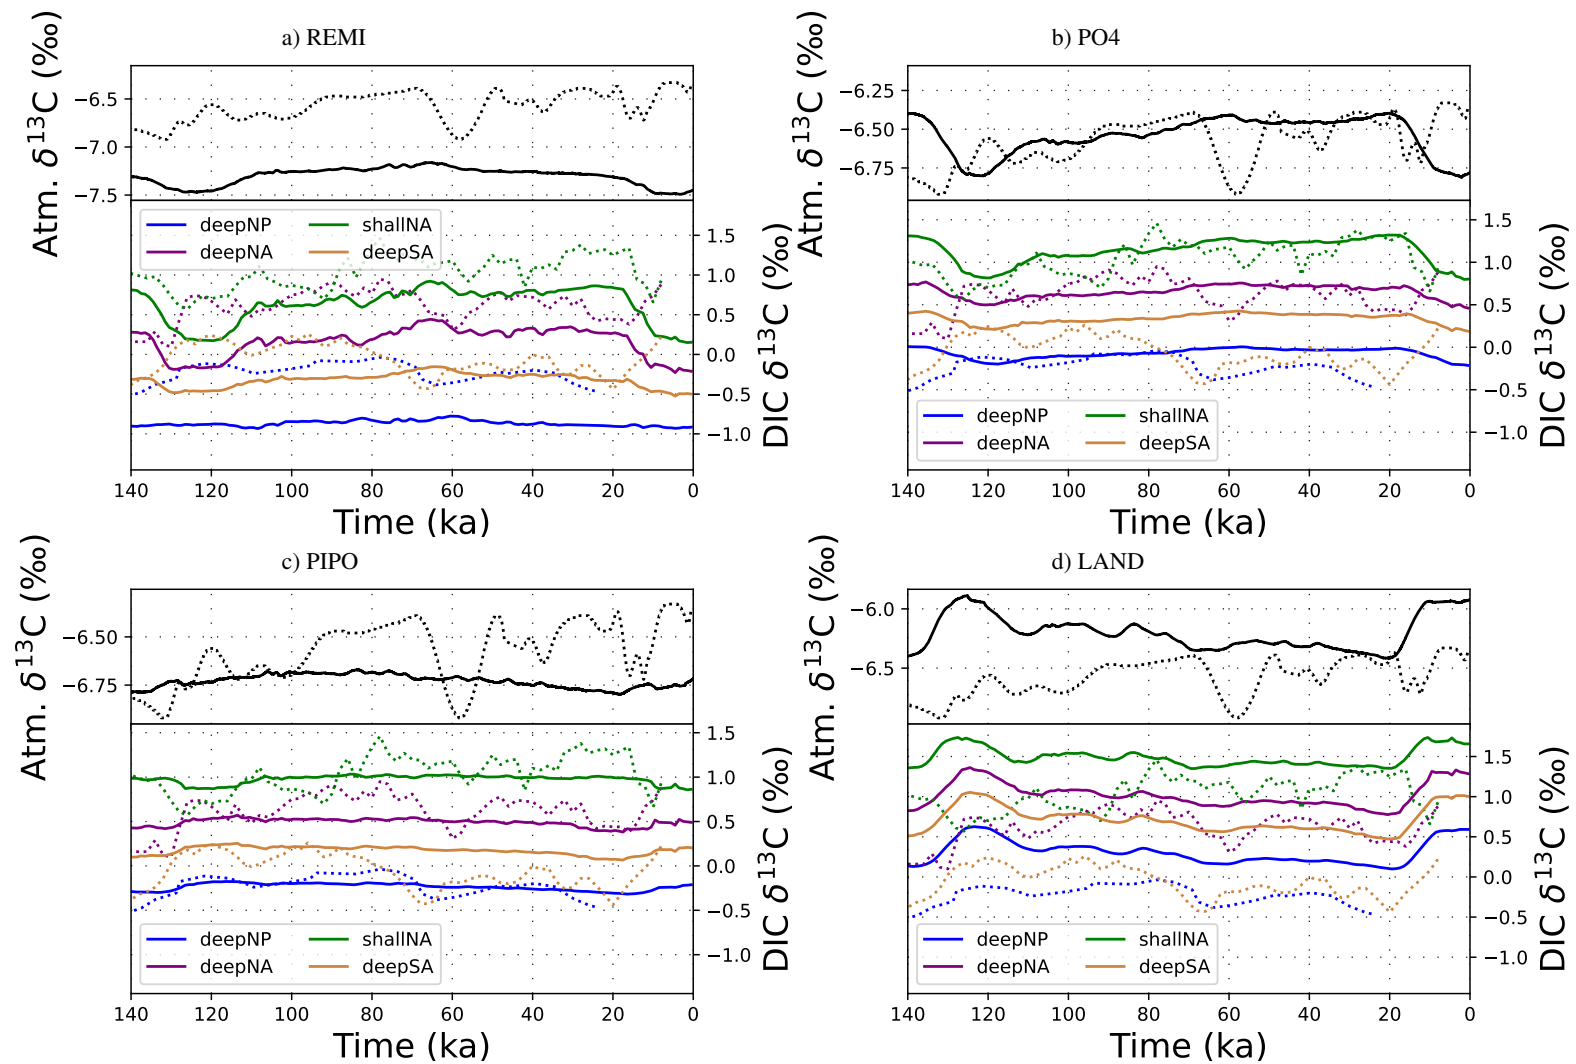 a) REMI
Atm. δ¹³C (‰)
−6.5
−7.0
−7.5
deepNP
deepNA
shallNA
deepSA
1.5
1.0
0.5
0.0
−0.5
−1.0
DIC δ¹³C (‰)
140 120 100 80 60 40 20 0
Time (ka)
b) PO4
Atm. δ¹³C (‰)
−6.25
−6.50
−6.75
1.5
1.0
0.5
0.0
−0.5
−1.0
DIC δ¹³C (‰)
deepNP
deepNA
shallNA
deepSA
140 120 100 80 60 40 20 0
Time (ka)
c) PIPO
Atm. δ¹³C (‰)
−6.50
−6.75
1.5
1.0
0.5
0.0
−0.5
−1.0
DIC δ¹³C (‰)
deepNP
deepNA
shallNA
deepSA
140 120 100 80 60 40 20 0
Time (ka)
d) LAND
Atm. δ¹³C (‰)
−6.0
−6.5
1.5
1.0
0.5
0.0
−0.5
−1.0
DIC δ¹³C (‰)
deepNP
deepNA
shallNA
deepSA
140 120 100 80 60 40 20 0
Time (ka)